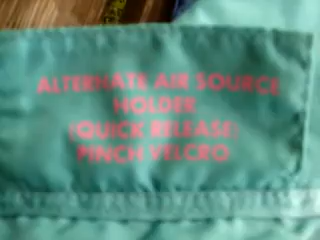 ALTERNATE AIR SOURCE
HOLDER
(QUICK RELEASE)
PINCH VELCRO